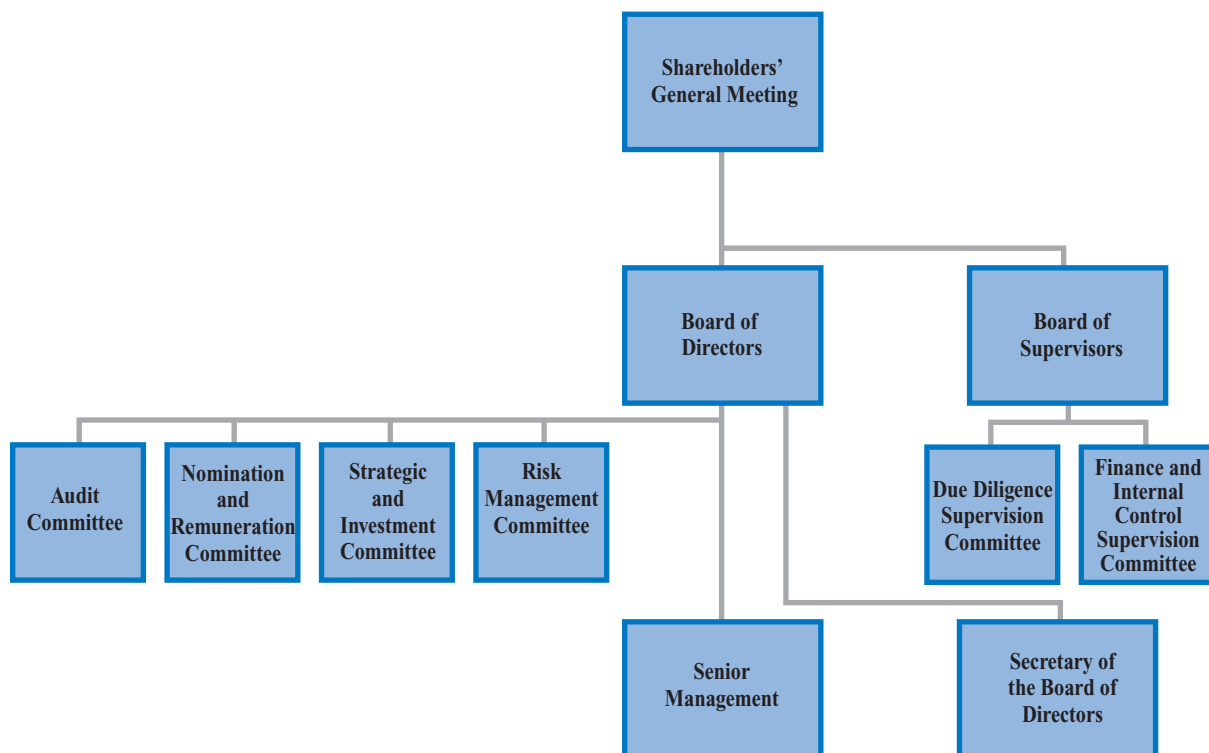 Shareholders’
General Meeting
Board of
Directors
Board of
Supervisors
Audit
Committee
Nomination
and
Remuneration
Committee
Strategic
and
Investment
Committee
Risk
Management
Committee
Due Diligence
Supervision
Committee
Finance and
Internal
Control
Supervision
Committee
Senior
Management
Secretary of
the Board of
Directors